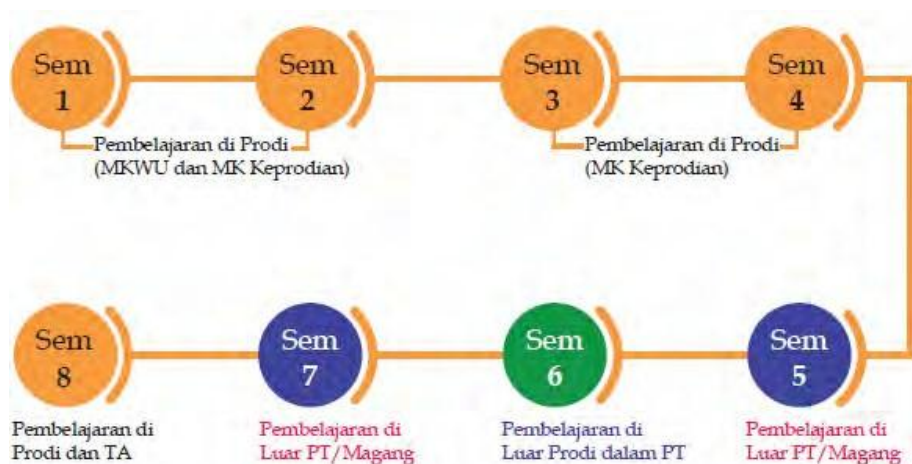 Sem
1
Sem
2
Sem
3
Sem
4
Pembelajaran di Prodi
(MKWU dan MK Keprodian)
Pembelajaran di Prodi
(MK Keprodian)
Sem
8
Sem
7
Sem
6
Sem
5
Pembelajaran di
Prodi dan TA
Pembelajaran di
Luar PT/Magang
Pembelajaran di
Luar Prodi dalam PT
Pembelajaran di
Luar PT/Magang